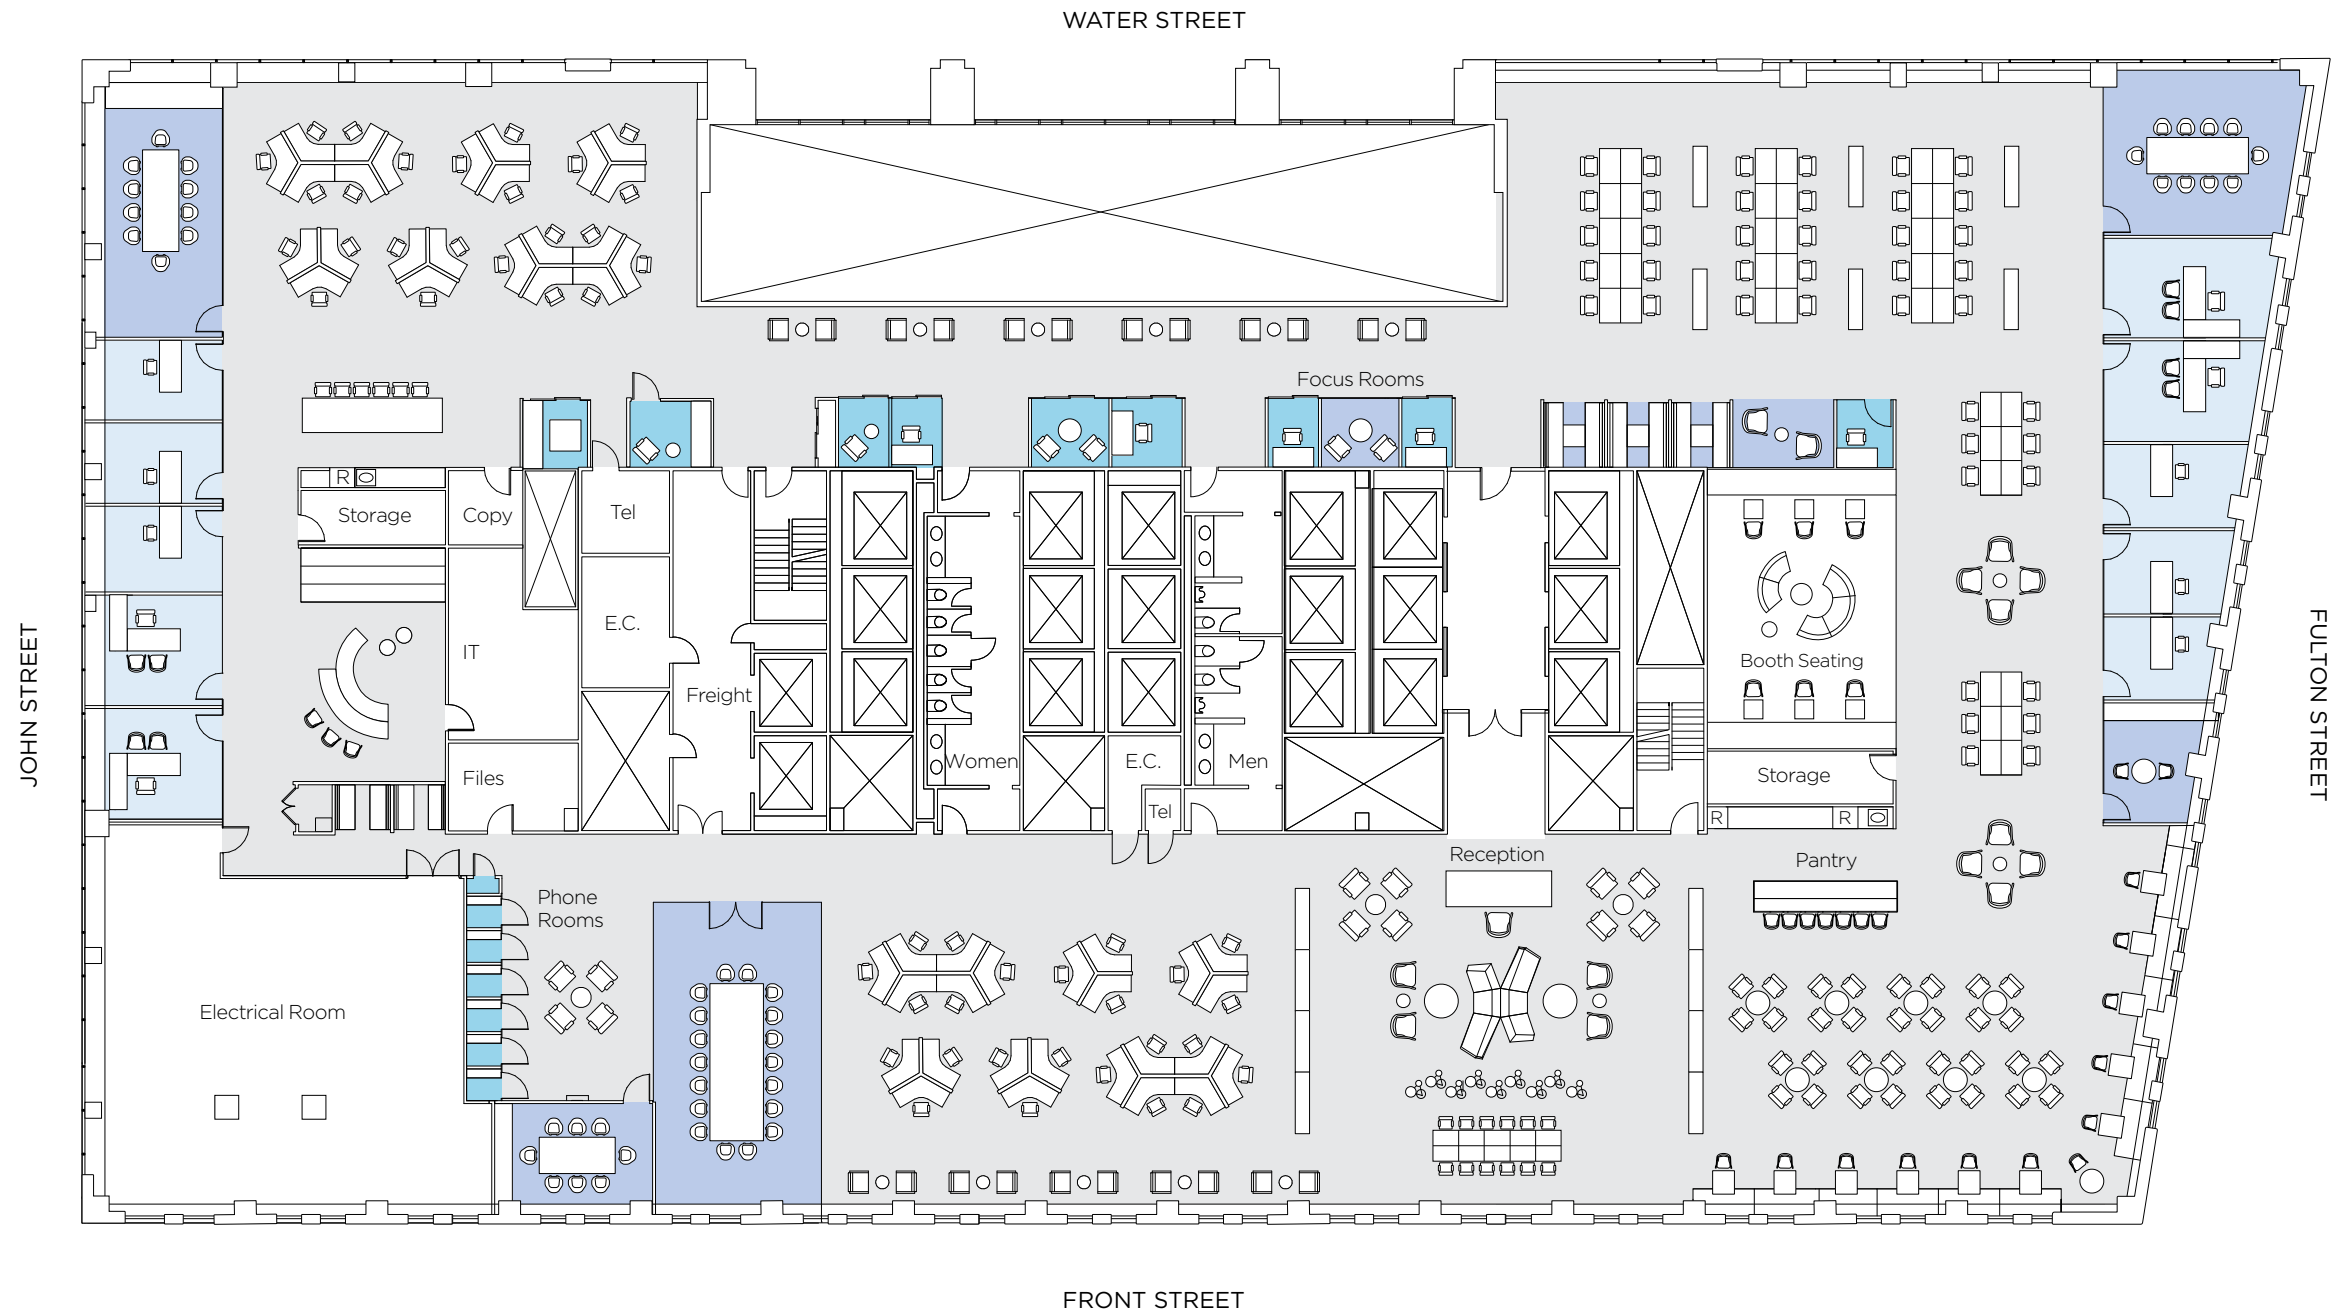 WATER STREET
Focus Rooms
R
Storage
Copy
Tel
E.C.
IT
Booth Seating
JOHN STREET
FULTON STREET
Freight
Women
E.C.
Men
Files
Storage
Tel
R
R
Reception
Pantry
Phone
Rooms
Electrical Room
FRONT STREET